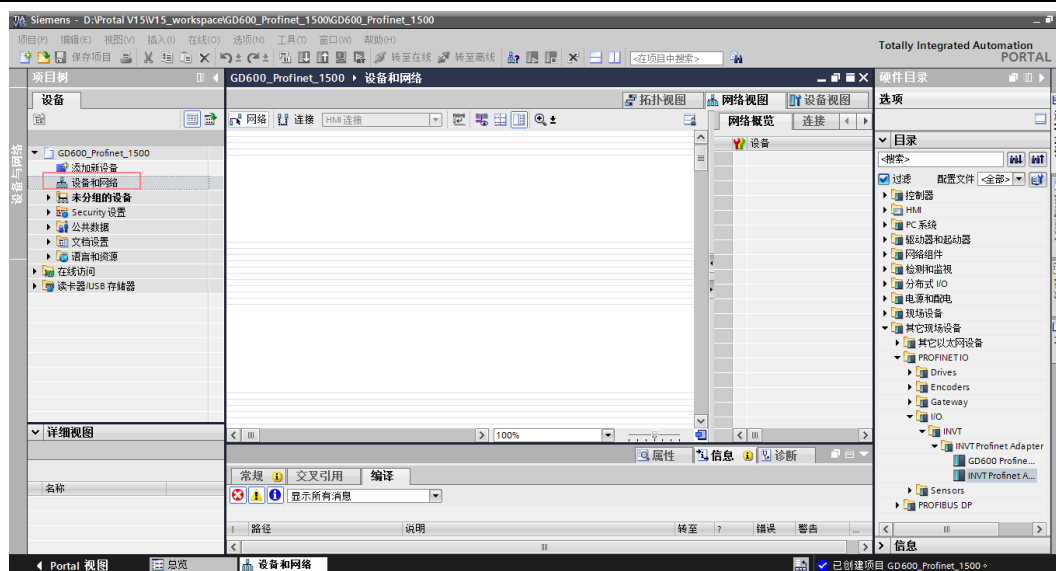 Siemens - D:\Protal V15\V15_workspace\GD600_Profinet_1500\GD600_Profinet_1500
项目(P) 编辑(E) 视图(V) 插入(I) 在线(O) 选项(N) 工具(T) 窗口(W) 帮助(H)
Totally Integrated Automation
PORTAL
保存项目 转至在线 转至离线 <在项目中搜索>
项目树
GD600_Profinet_1500 ▸ 设备和网络
硬件目录
设备
拓扑视图 网络视图 设备视图
选项
网络 连接 HMI 连接
网络概览 连接
设备与网络
GD600_Profinet_1500
添加新设备
设备和网络
未分组的设备
Security 设置
公共数据
文档设置
语言和资源
在线访问
读卡器/USB 存储器
设备
目录
<搜索>
过滤 配置文件 <全部>
控制器
HMI
PC 系统
驱动器和起动器
网络组件
检测和监视
分布式 I/O
电源和配电
现场设备
其它现场设备
其它以太网设备
PROFINET IO
Drives
Encoders
Gateway
I/O
INVT
INVT Profinet Adapter
GD600 Profine...
INVT Profinet A...
Sensors
PROFIBUS DP
详细视图
100%
属性 信息 诊断
常规 交叉引用 编译
名称
显示所有消息
! 路径 说明 转至 ? 错误 警告 ...
信息
Portal 视图 总览 设备和网络 已创建项目 GD600_Profinet_1500。